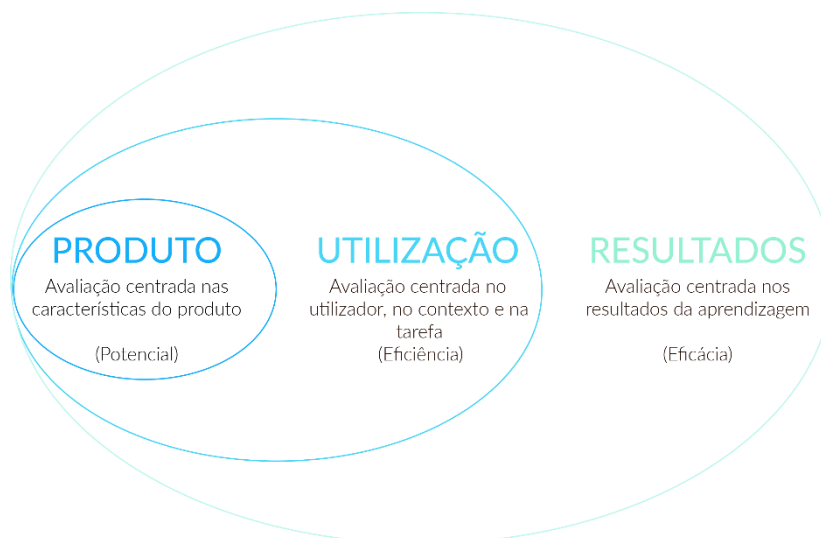 PRODUTO
Avaliação centrada nas
características do produto
(Potencial)
UTILIZAÇÃO
Avaliação centrada no
utilizador, no contexto e na
tarefa
(Eficiência)
RESULTADOS
Avaliação centrada nos
resultados da aprendizagem
(Eficácia)